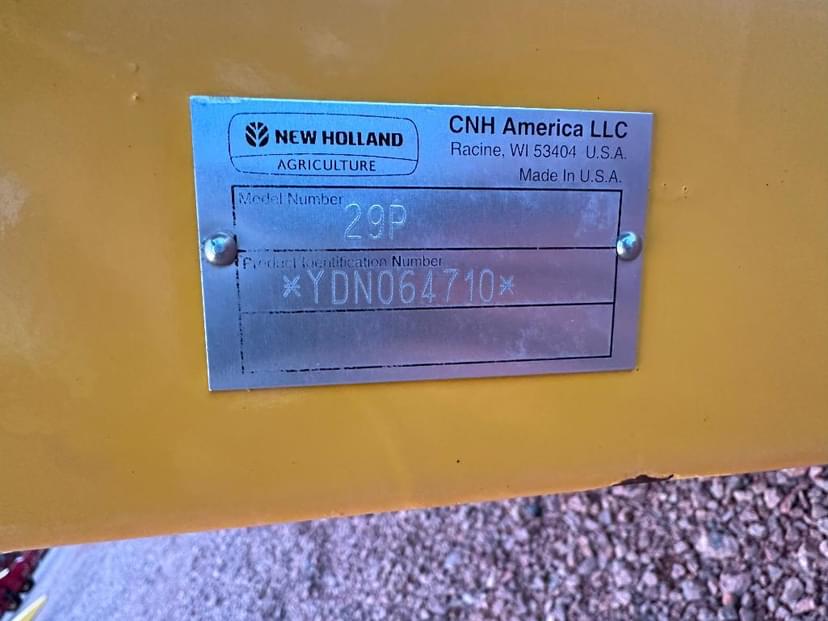 NEW HOLLAND
AGRICULTURE
CNH America LLC
Racine, WI 53404 U.S.A.
Made In U.S.A.
Model Number
29P
Product Identification Number
*YDN064710*